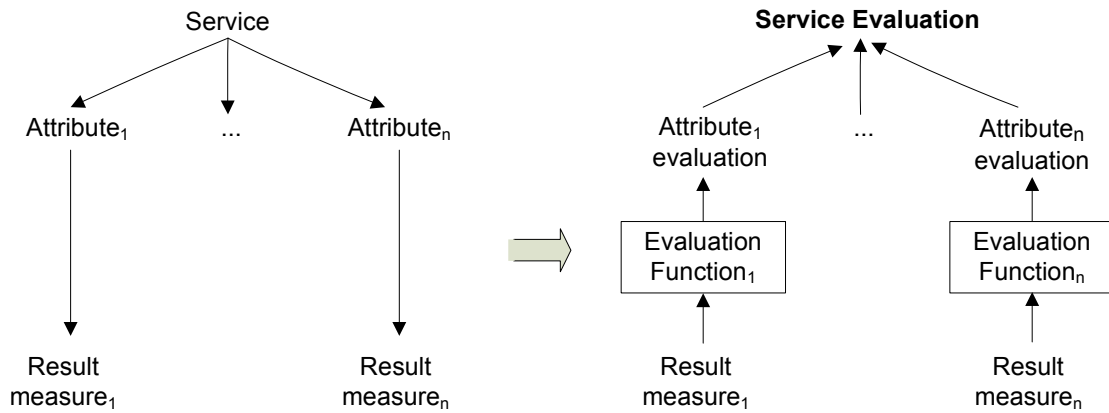 Service
Attribute₁
...
Attributeₙ
Result
measure₁
Result
measureₙ
Service Evaluation
Attribute₁
evaluation
...
Attributeₙ
evaluation
Evaluation
Function₁
Evaluation
Functionₙ
Result
measure₁
Result
measureₙ